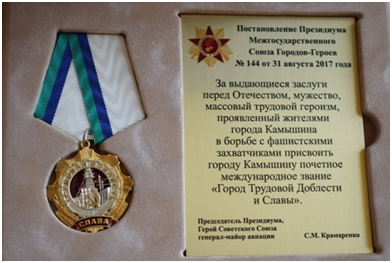 СЛАВА
Постановление Президиума
Межгосударственного
Союза Городов-Героев
№ 144 от 31 августа 2017 года
За выдающиеся заслуги
перед Отечеством, мужество,
массовый трудовой героизм,
проявленный жителями
города Камышина
в борьбе с фашистскими
захватчиками присвоить
городу Камышину почетное
международное звание
«Город Трудовой Доблести
и Славы».
Председатель Президиума,
Герой Советского Союза
генерал-майор авиации С.М. Крамаренко